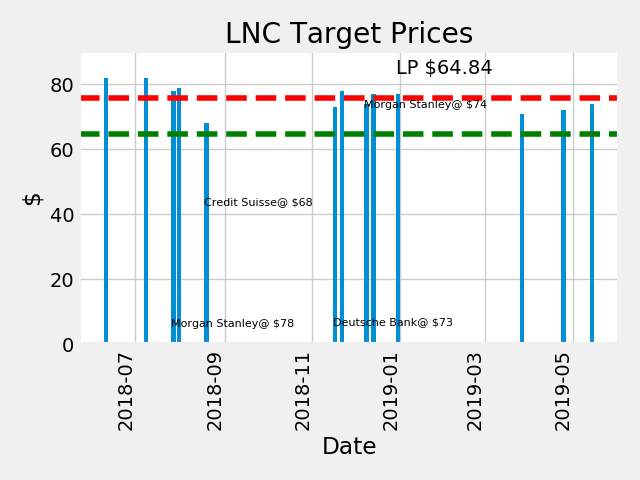 LNC Target Prices
LP $64.84
80
Morgan Stanley@ $74
60
Credit Suisse@ $68
40
$
20
Morgan Stanley@ $78
Deutsche Bank@ $73
0
2018-07
2018-09
2018-11
2019-01
2019-03
2019-05
Date